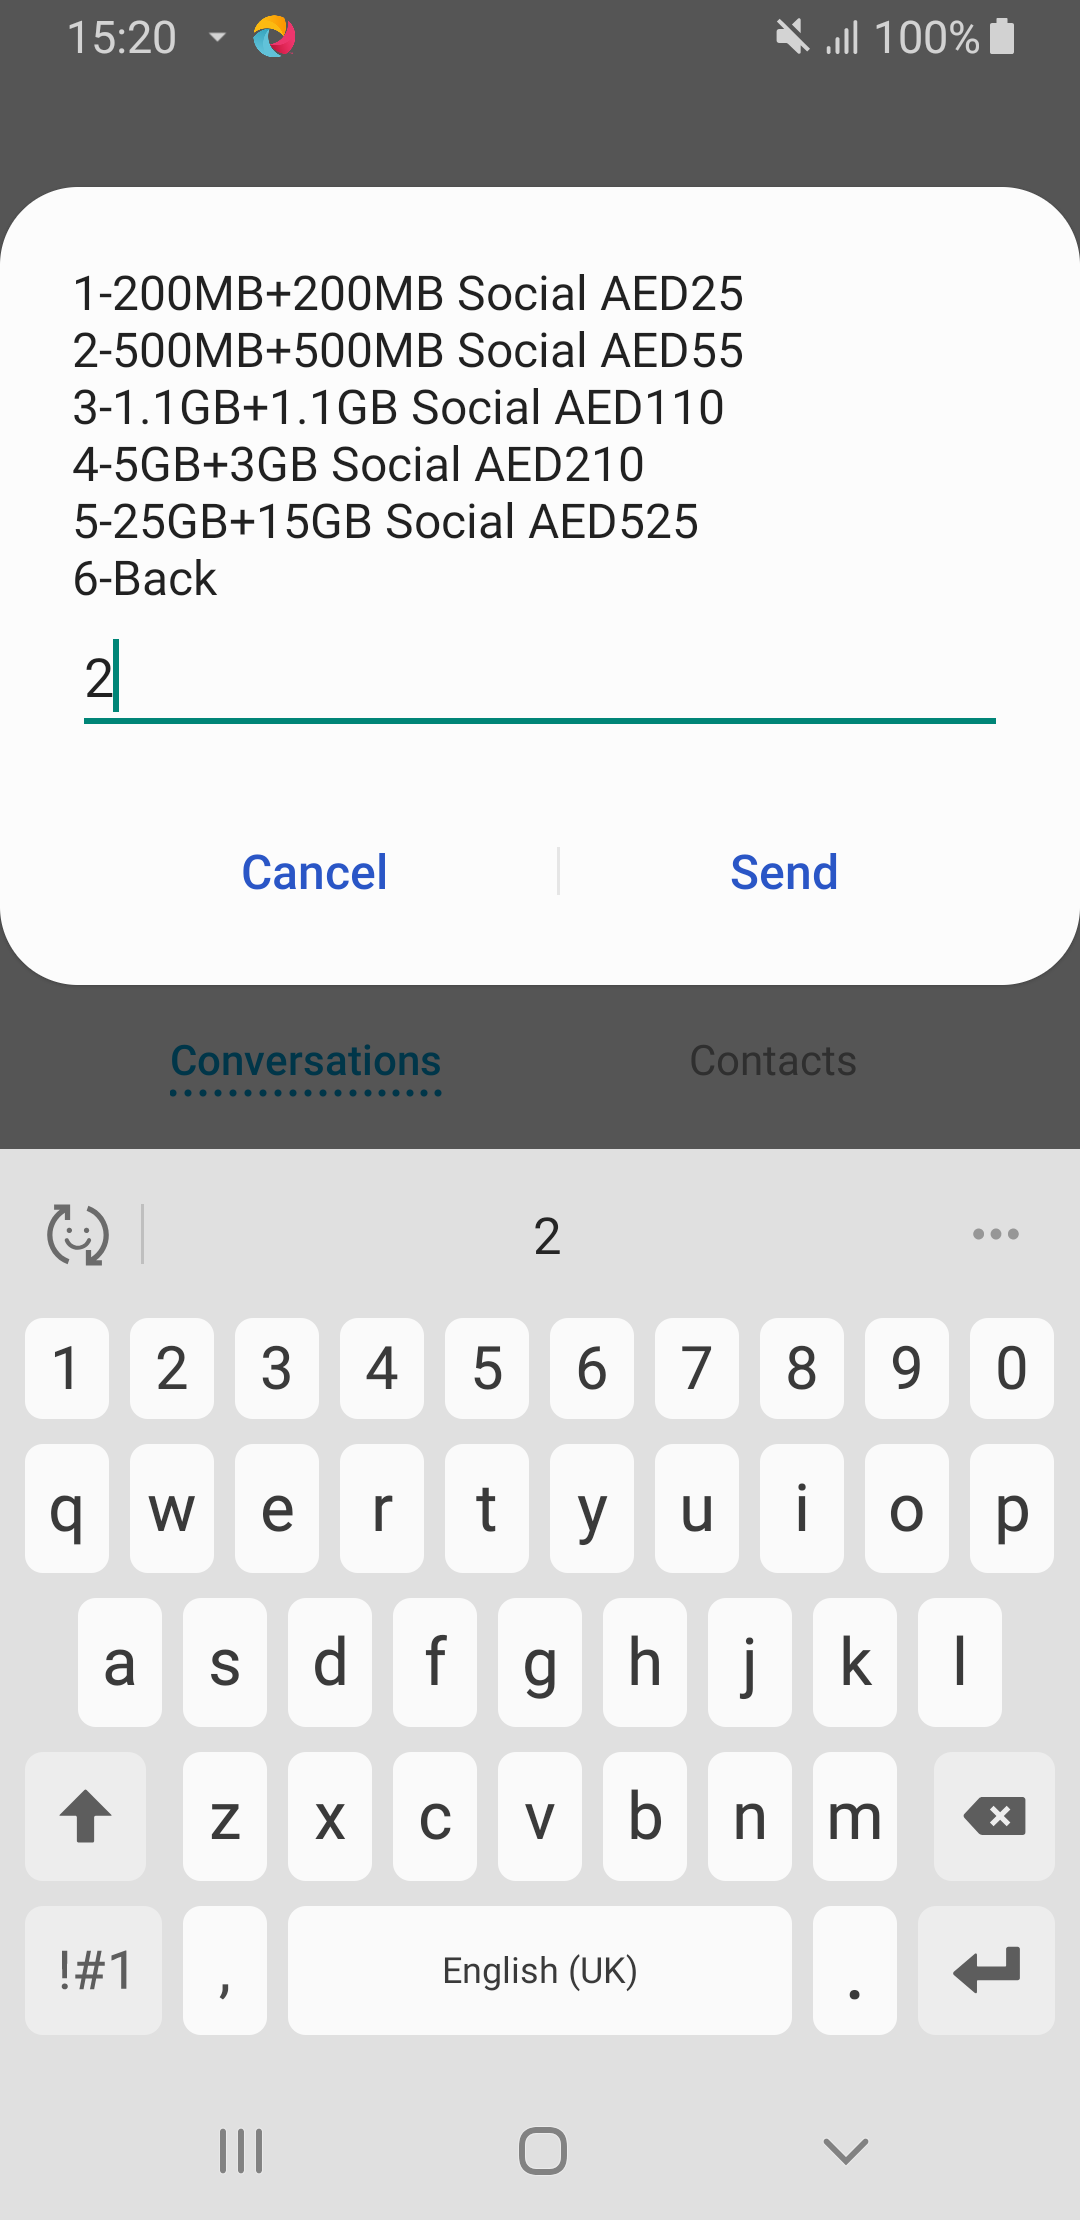 15:20
100%
1-200MB+200MB Social AED25
2-500MB+500MB Social AED55
3-1.1GB+1.1GB Social AED110
4-5GB+3GB Social AED210
5-25GB+15GB Social AED525
6-Back
2
Cancel Send
Conversations Contacts
2
1 2 3 4 5 6 7 8 9 0
q w e r t y u i o p
a s d f g h j k l
z x c v b n m
!#1 , English (UK) .